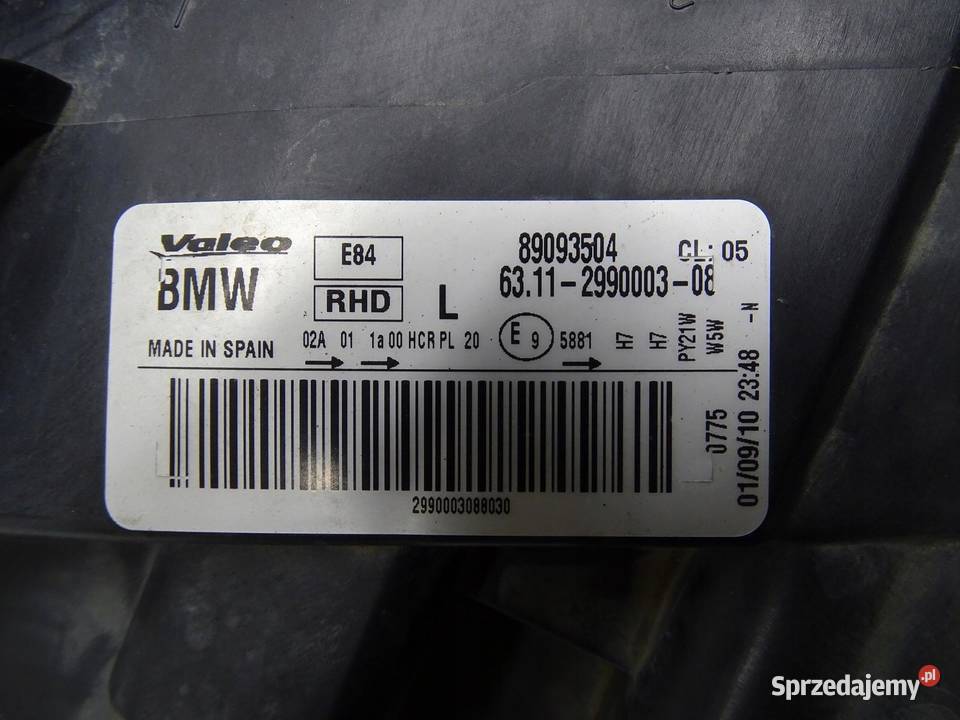 Valeo E84 89093504 CL: 05
BMW RHD L 63.11-2990003-08
MADE IN SPAIN 02A 01 1a 00 HCR PL 20 E 9 5881 H7 H7 PY21W W5W -N
0775 01/09/10 23:48
2990003088030
Sprzedajemy.pl